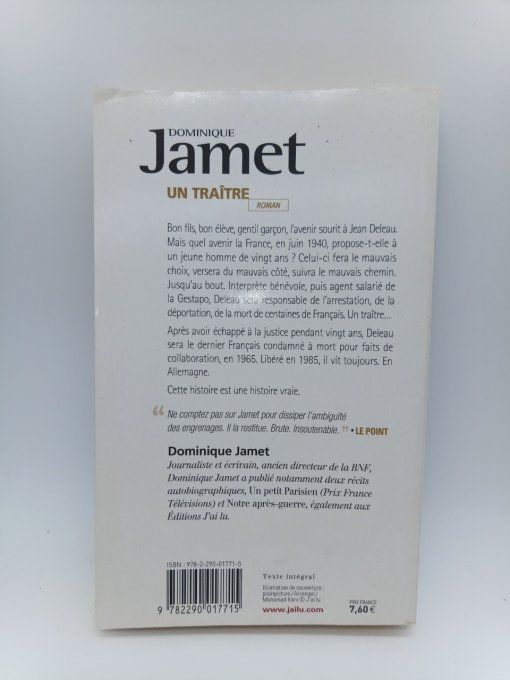 DOMINIQUE
Jamet
UN TRAÎTRE
ROMAN
Bon fils, bon élève, gentil garçon, l'avenir sourit à Jean Deleau.
Mais quel avenir la France, en juin 1940, propose-t-elle à
un jeune homme de vingt ans ? Celui-ci fera le mauvais
choix, versera du mauvais côté, suivra le mauvais chemin.
Jusqu'au bout. Interprète bénévole, puis agent salarié de
la Gestapo, Deleau sera responsable de l'arrestation, de la
déportation, de la mort de centaines de Français. Un traître...
Après avoir échappé à la justice pendant vingt ans, Deleau
sera le dernier Français condamné à mort pour faits de
collaboration, en 1965. Libéré en 1985, il vit toujours. En
Allemagne.
Cette histoire est une histoire vraie.
“ Ne comptez pas sur Jamet pour dissiper l'ambiguïté
des engrenages. Il la restitue. Brute. Insoutenable. ” • LE POINT
Dominique Jamet
Journaliste et écrivain, ancien directeur de la BNF,
Dominique Jamet a publié notamment deux récits
autobiographiques, Un petit Parisien (Prix France
Télévisions) et Notre après-guerre, également aux
Éditions J'ai lu.
ISBN : 978-2-290-01771-5
9 782290 017715
Texte intégral
Illustration de couverture :
plainpicture / Arcangel /
Muhamad Kani © J'ai lu
www.jailu.com
PRIX FRANCE
7,60 €